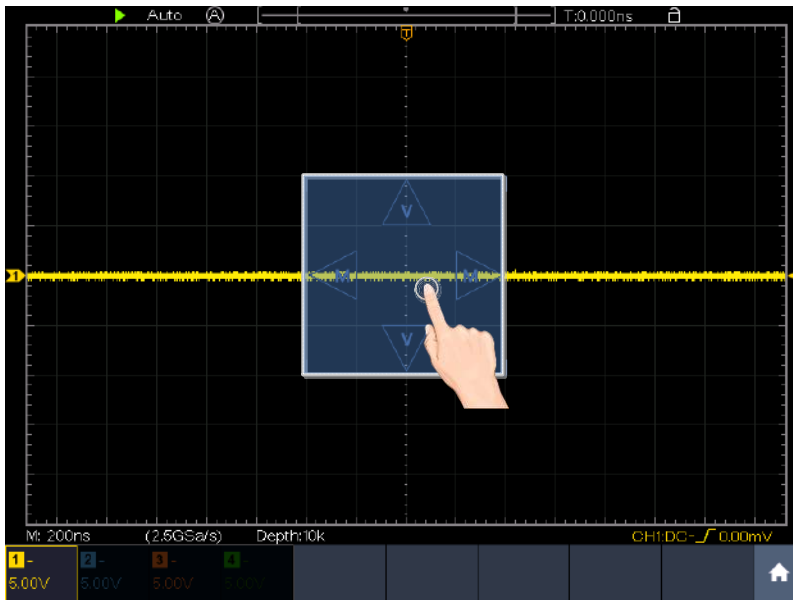 Auto A T:0.000ns
T
V
1 M M
V
M: 200ns (2.5GSa/s) Depth:10k CH1:DC- 0.00mV
1 - 2 - 3 - 4 -
5.00V 5.00V 5.00V 5.00V